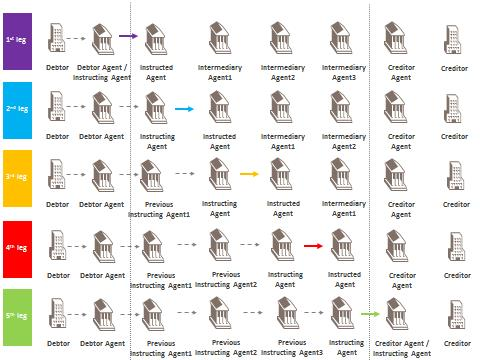 1st leg
Debtor
Debtor Agent /
Instructing Agent
Instructed
Agent
Intermediary
Agent1
Intermediary
Agent2
Intermediary
Agent3
Creditor
Agent
Creditor
2nd leg
Debtor
Debtor Agent
Instructing
Agent
Instructed
Agent
Intermediary
Agent1
Intermediary
Agent2
Creditor
Agent
Creditor
3rd leg
Debtor
Debtor Agent
Previous
Instructing Agent1
Instructing
Agent
Instructed
Agent
Intermediary
Agent1
Creditor
Agent
Creditor
4th leg
Debtor
Debtor Agent
Previous
Instructing Agent1
Previous
Instructing Agent2
Instructing
Agent
Instructed
Agent
Creditor
Agent
Creditor
5th leg
Debtor
Debtor Agent
Previous
Instructing Agent1
Previous
Instructing Agent2
Previous
Instructing Agent3
Instructing
Agent
Creditor Agent /
Instructing Agent
Creditor